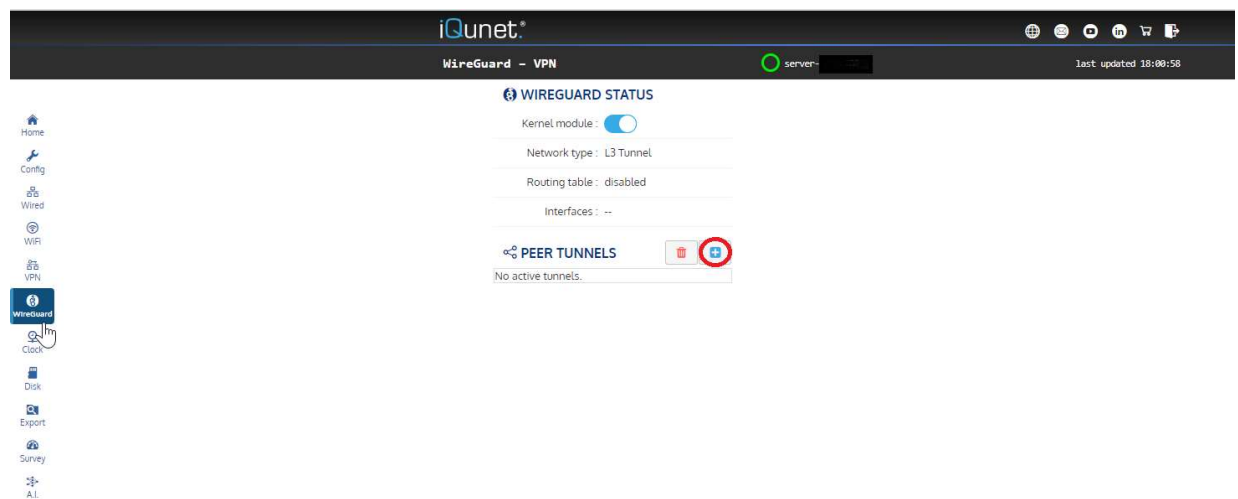 iQunet.®
WireGuard - VPN
server-
last updated 18:00:58
WIREGUARD STATUS
Kernel module :
Network type : L3 Tunnel
Routing table : disabled
Interfaces : --
PEER TUNNELS
No active tunnels.
Home
Config
Wired
WiFi
VPN
WireGuard
Clock
Disk
Export
Survey
A.I.